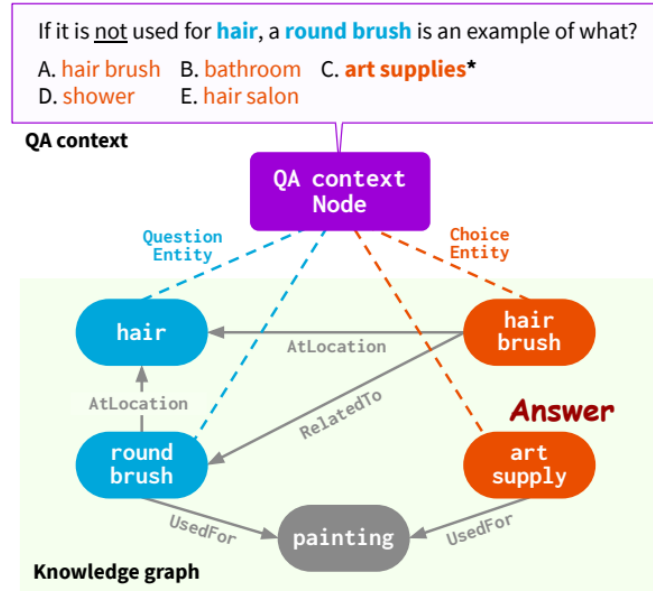 If it is not used for hair, a round brush is an example of what?
A. hair brush B. bathroom C. art supplies*
D. shower E. hair salon
QA context
QA context
Node
Question
Entity
Choice
Entity
hair
hair
brush
AtLocation
AtLocation
RelatedTo
Answer
round
brush
art
supply
UsedFor
painting
UsedFor
Knowledge graph